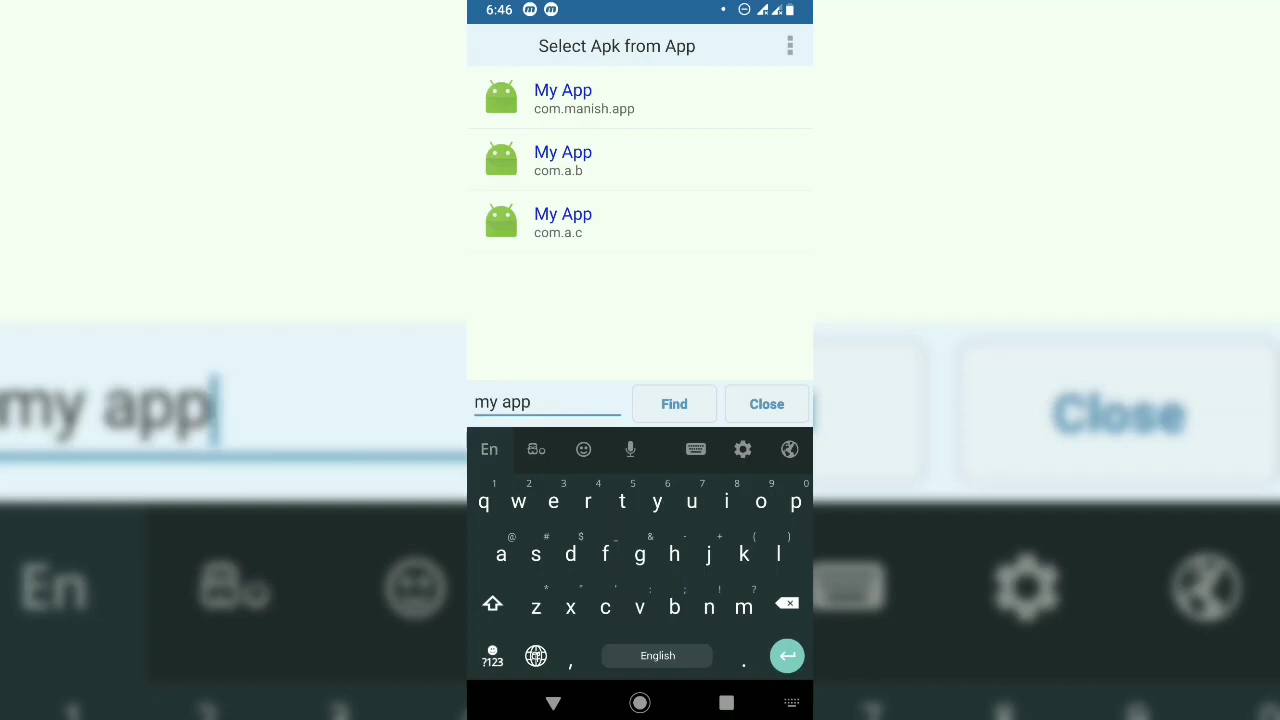 6:46
Select Apk from App
My App
com.manish.app
My App
com.a.b
My App
com.a.c
my app Find Close
my app Close
En
En
1 2 3 4 5 6 7 8 9 0
q w e r t y u i o p
@ # $ _ & - + ( )
a s d f g h j k l
* " ' : ; ! ?
z x c v b n m
?123 , English .